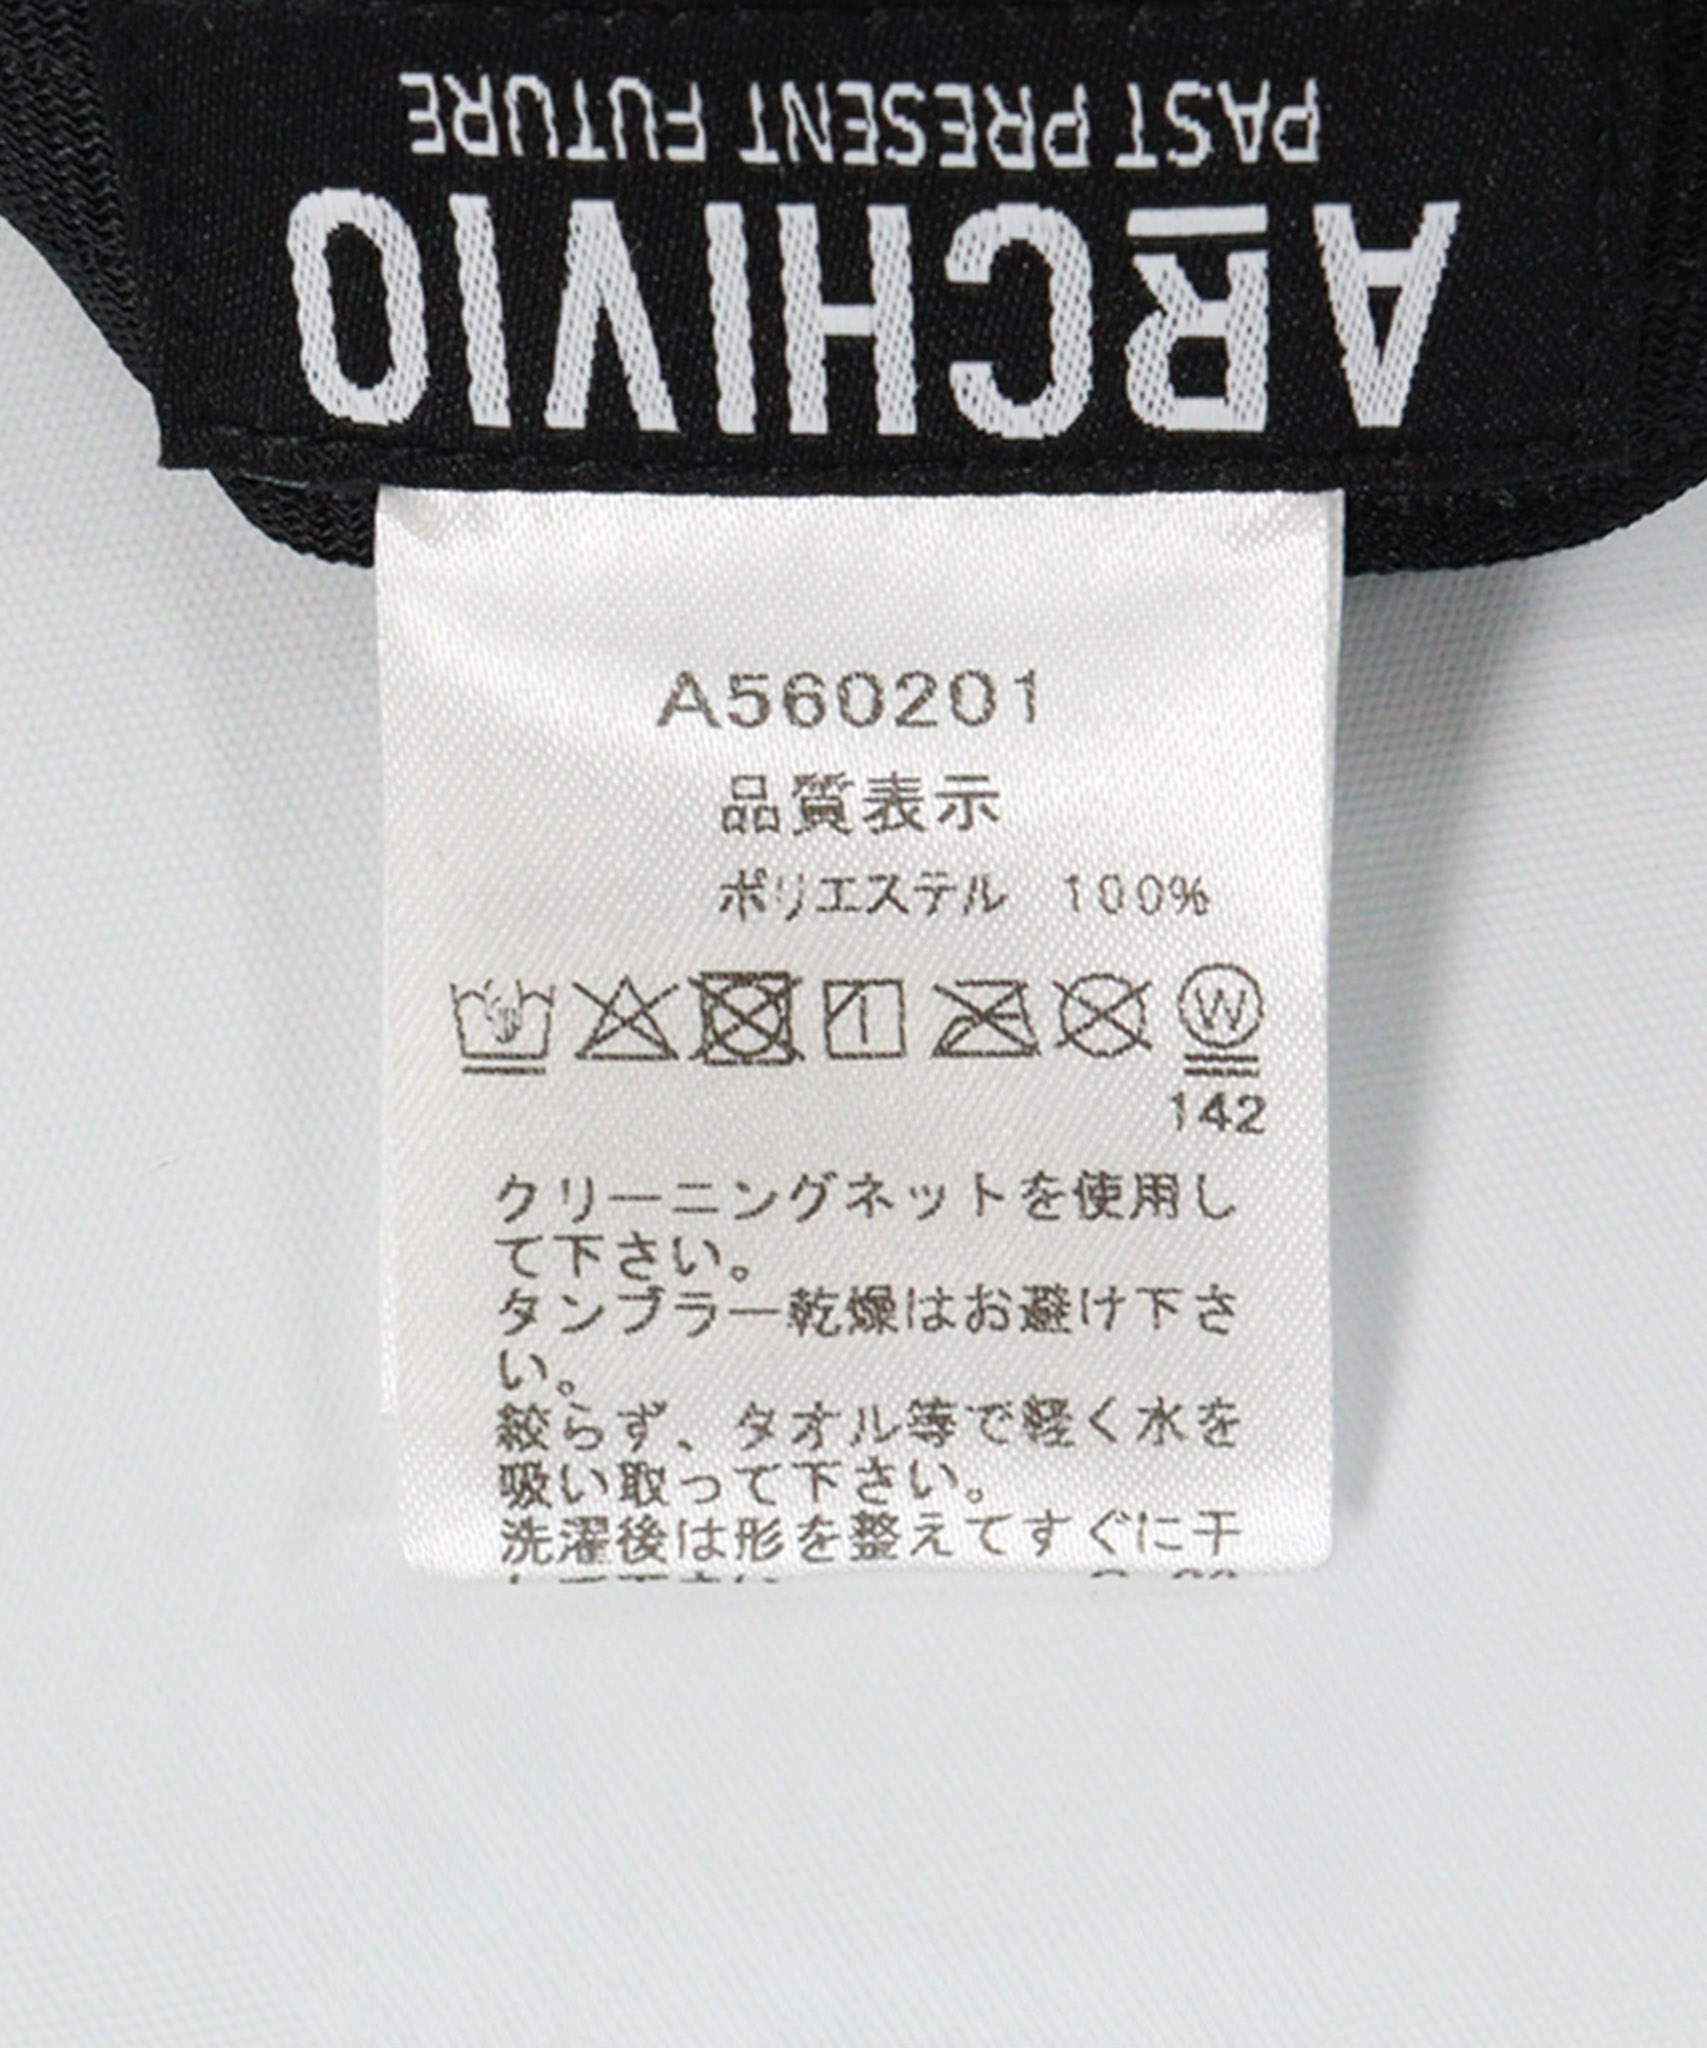 ARCHIVIO
PAST PRESENT FUTURE
A560201
品質表示
ポリエステル 100%
W
142
クリーニングネットを使用し
て下さい。
タンブラー乾燥はお避け下さ
い。
絞らず、タオル等で軽く水を
吸い取って下さい。
洗濯後は形を整えてすぐに干